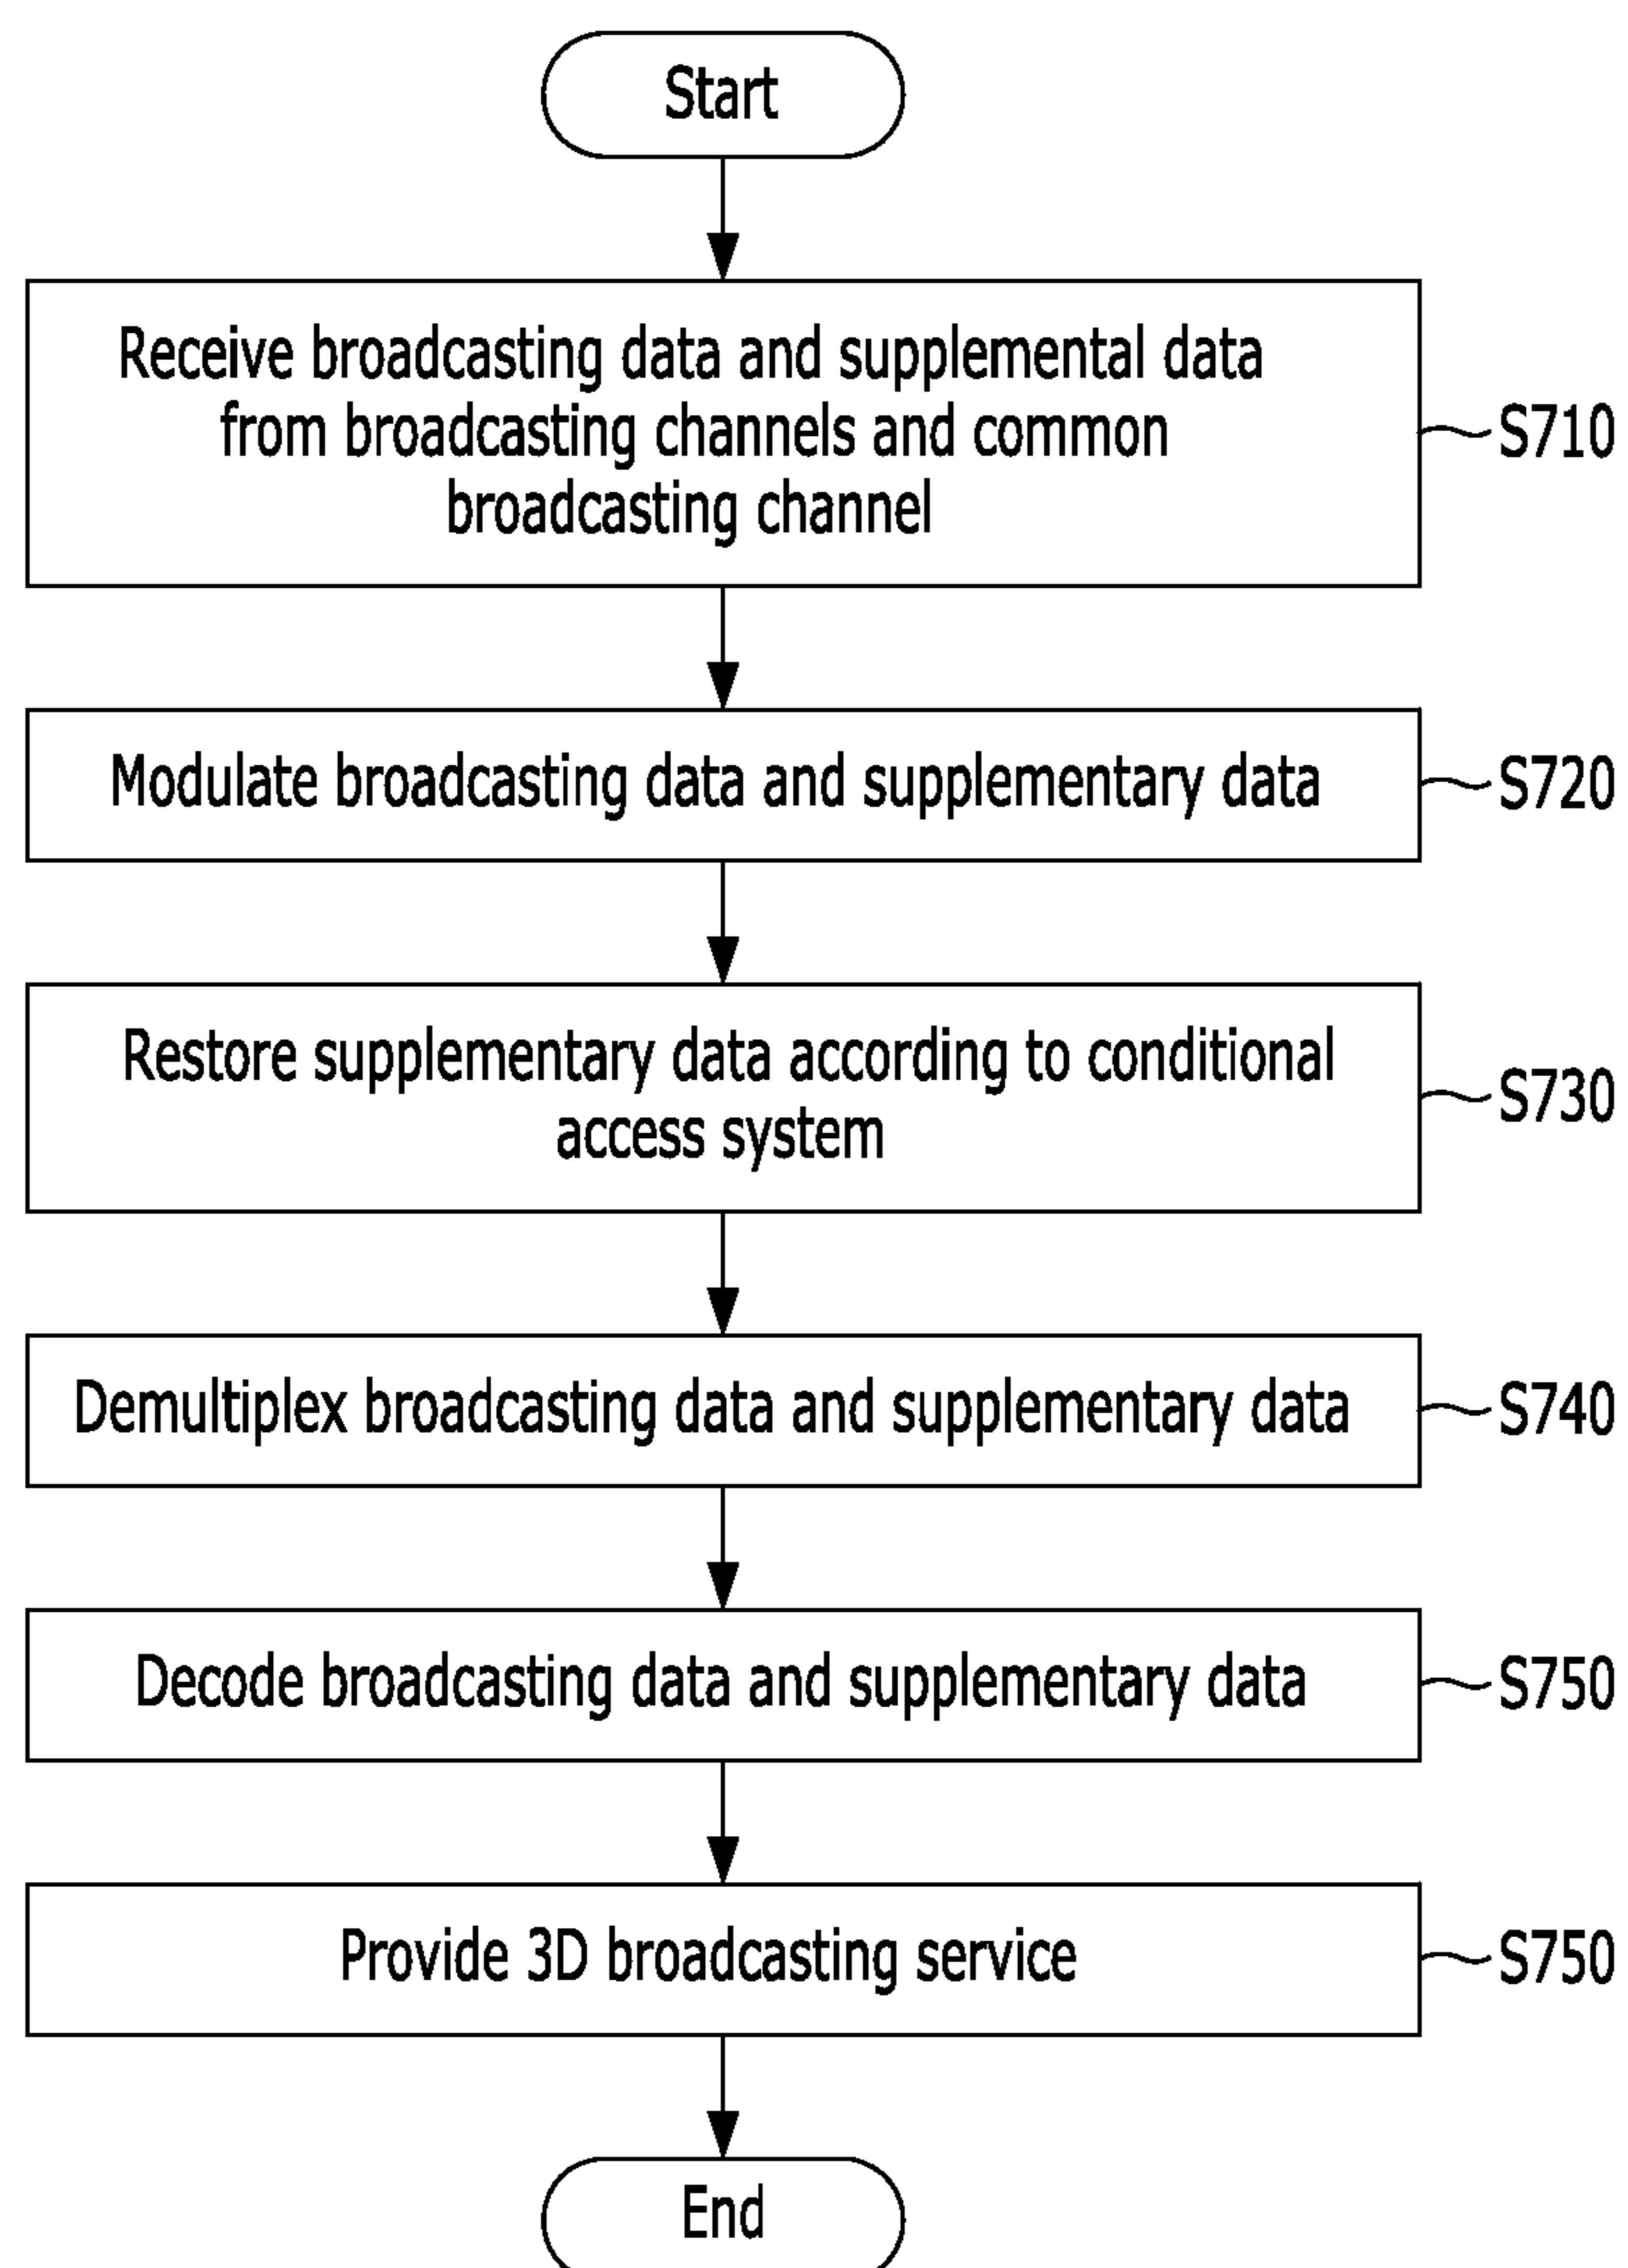 Start
Receive broadcasting data and supplemental data
from broadcasting channels and common
broadcasting channel
S710
Modulate broadcasting data and supplementary data
S720
Restore supplementary data according to conditional
access system
S730
Demultiplex broadcasting data and supplementary data
S740
Decode broadcasting data and supplementary data
S750
Provide 3D broadcasting service
S750
End